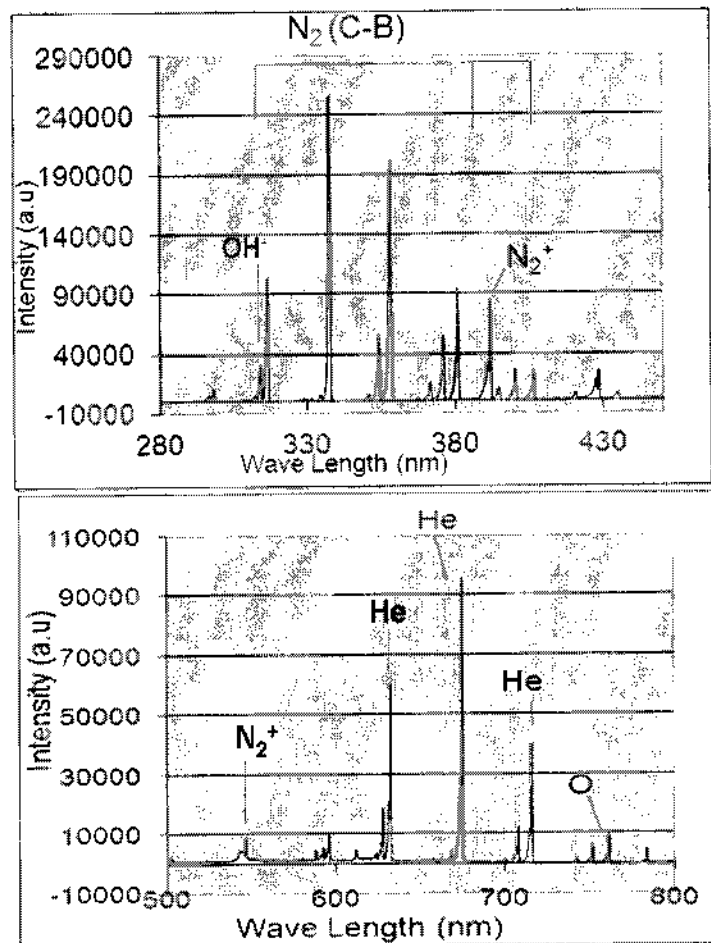 N₂ (C-B)
290000
240000
190000
140000
90000
40000
-10000
Intensity (a.u)
OH
N₂⁺
280 330 380 430
Wave Length (nm)
He
110000
90000
70000
50000
30000
10000
-10000
Intensity (a.u)
He
He
N₂⁺
O
500 600 700 800
Wave Length (nm)